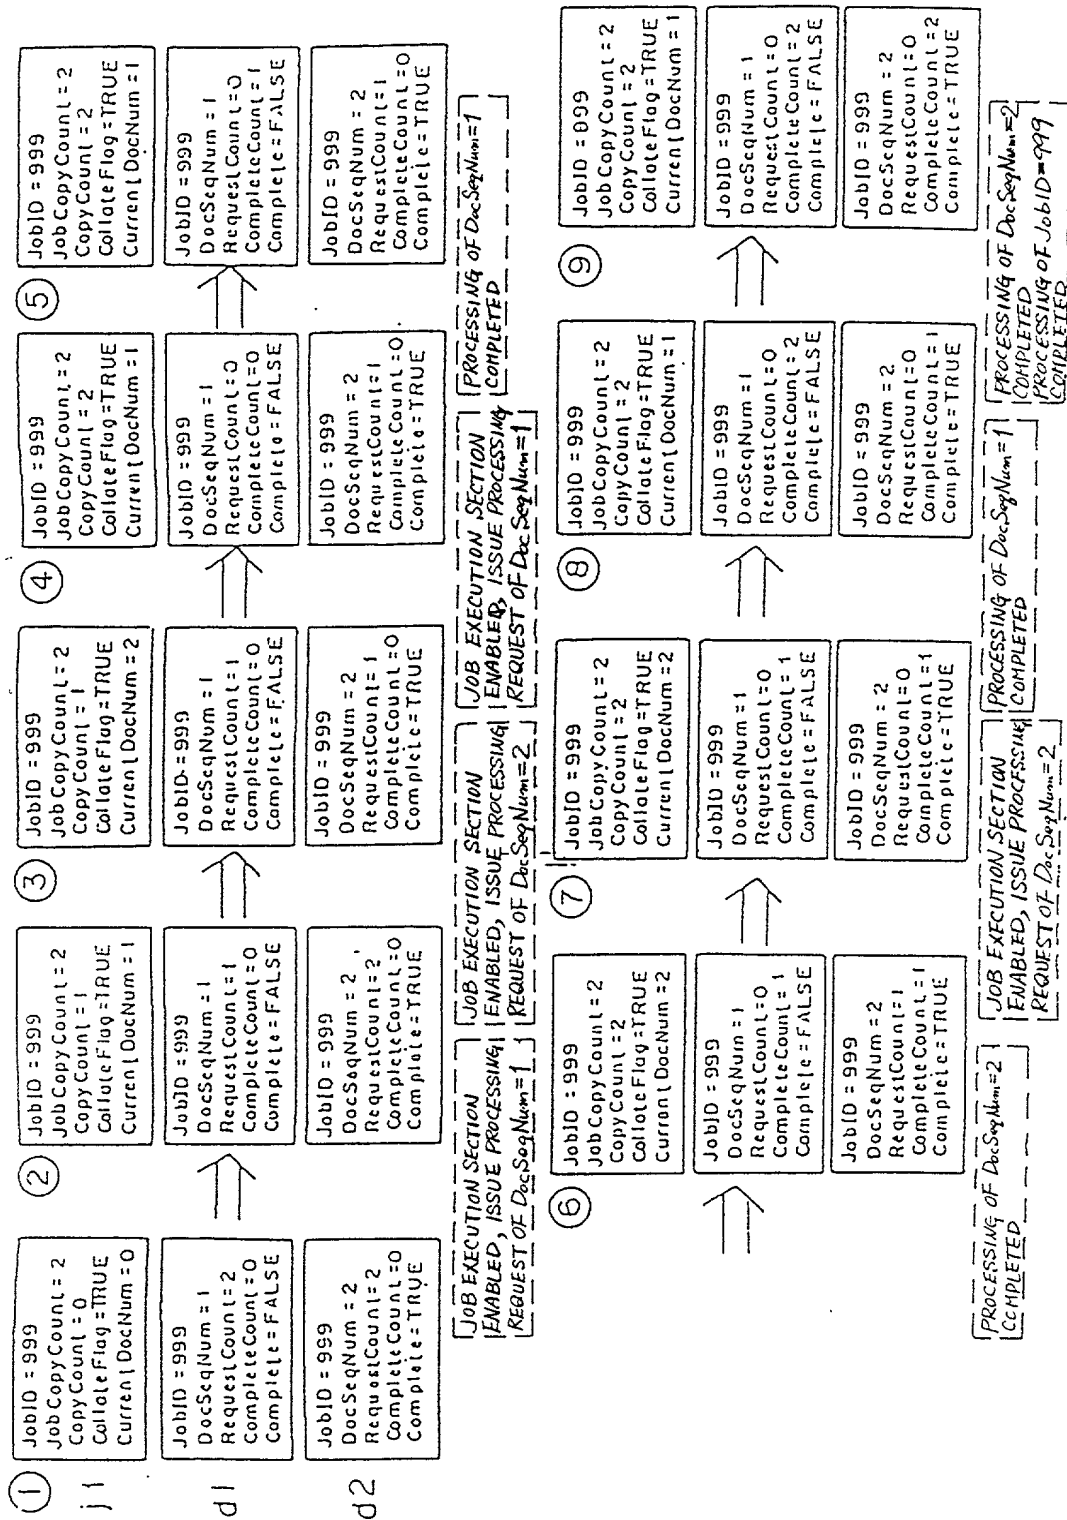 ①
j1
JobID=999
JobCopyCount=2
CopyCount=0
CollateFlag=TRUE
CurrentDocNum=0
d1
JobID=999
DocSeqNum=1
RequestCount=2
CompleteCount=0
Complete=FALSE
d2
JobID=999
DocSeqNum=2
RequestCount=2
CompleteCount=0
Complete=TRUE
JOB EXECUTION SECTION
ENABLED, ISSUE PROCESSING
REQUEST OF DocSeqNum=1
②
JobID=999
JobCopyCount=2
CopyCount=1
CollateFlag=TRUE
CurrentDocNum=1
JobID=999
DocSeqNum=1
RequestCount=1
CompleteCount=0
Complete=FALSE
JobID=999
DocSeqNum=2
RequestCount=2
CompleteCount=0
Complete=TRUE
JOB EXECUTION SECTION
ENABLED, ISSUE PROCESSING
REQUEST OF DocSeqNum=2
③
JobID=999
JobCopyCount=2
CopyCount=1
CollateFlag=TRUE
CurrentDocNum=2
JobID=999
DocSeqNum=1
RequestCount=1
CompleteCount=0
Complete=FALSE
JobID=999
DocSeqNum=2
RequestCount=1
CompleteCount=0
Complete=TRUE
JOB EXECUTION SECTION
ENABLED, ISSUE PROCESSING
REQUEST OF DocSeqNum=1
④
JobID=999
JobCopyCount=2
CopyCount=2
CollateFlag=TRUE
CurrentDocNum=1
JobID=999
DocSeqNum=1
RequestCount=0
CompleteCount=0
Complete=FALSE
JobID=999
DocSeqNum=2
RequestCount=1
CompleteCount=0
Complete=TRUE
PROCESSING OF DocSeqNum=1
COMPLETED
⑤
JobID=999
JobCopyCount=2
CopyCount=2
CollateFlag=TRUE
CurrentDocNum=1
JobID=999
DocSeqNum=1
RequestCount=0
CompleteCount=1
Complete=FALSE
JobID=999
DocSeqNum=2
RequestCount=1
CompleteCount=0
Complete=TRUE
⑥
JobID=999
JobCopyCount=2
CopyCount=2
CollateFlag=TRUE
CurrentDocNum=2
JobID=999
DocSeqNum=1
RequestCount=0
CompleteCount=1
Complete=FALSE
JobID=999
DocSeqNum=2
RequestCount=1
CompleteCount=1
Complete=TRUE
PROCESSING OF DocSeqNum=2
COMPLETED
JOB EXECUTION SECTION
ENABLED, ISSUE PROCESSING
REQUEST OF DocSeqNum=2
⑦
JobID=999
JobCopyCount=2
CopyCount=2
CollateFlag=TRUE
CurrentDocNum=2
JobID=999
DocSeqNum=1
RequestCount=0
CompleteCount=1
Complete=FALSE
JobID=999
DocSeqNum=2
RequestCount=0
CompleteCount=1
Complete=TRUE
PROCESSING OF DocSeqNum=1
COMPLETED
⑧
JobID=999
JobCopyCount=2
CopyCount=2
CollateFlag=TRUE
CurrentDocNum=1
JobID=999
DocSeqNum=1
RequestCount=0
CompleteCount=2
Complete=FALSE
JobID=999
DocSeqNum=2
RequestCount=0
CompleteCount=1
Complete=TRUE
PROCESSING OF DocSeqNum=2
COMPLETED
PROCESSING OF JobID=999
COMPLETED
⑨
JobID=099
JobCopyCount=2
CopyCount=2
CollateFlag=TRUE
CurrentDocNum=1
JobID=999
DocSeqNum=1
RequestCount=0
CompleteCount=2
Complete=FALSE
JobID=999
DocSeqNum=2
RequestCount=0
CompleteCount=2
Complete=TRUE